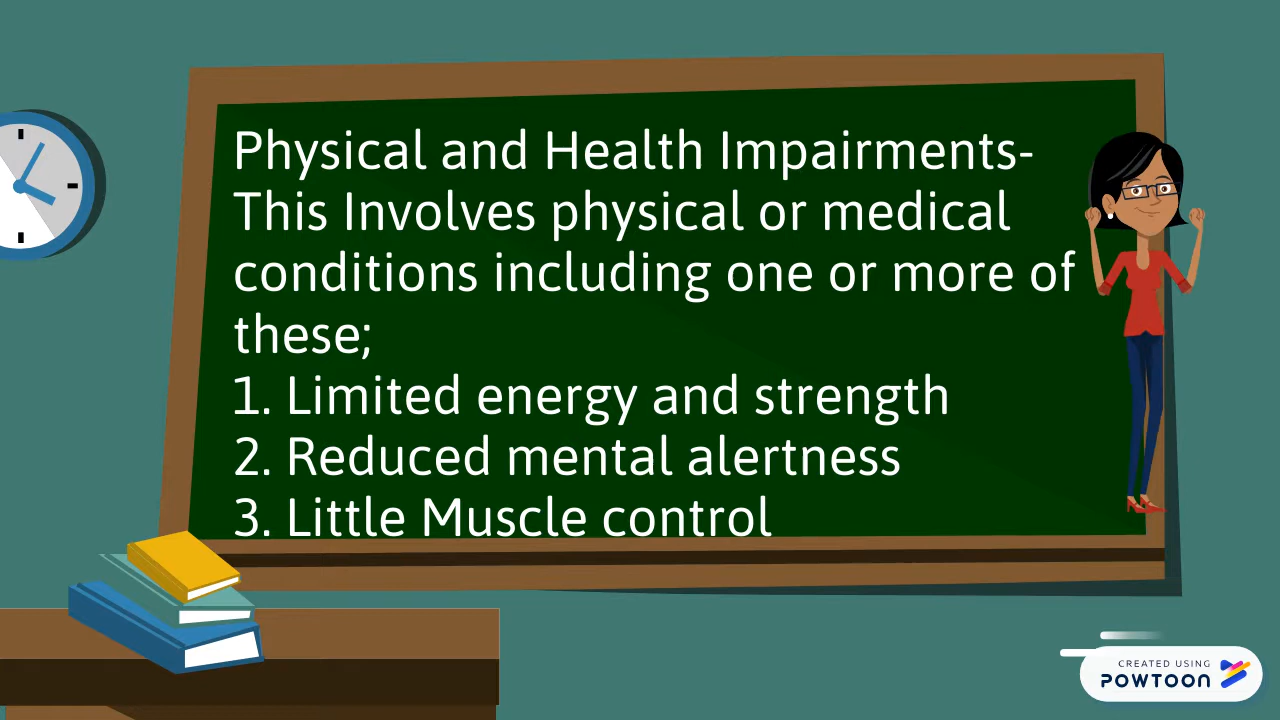 Physical and Health Impairments-
This Involves physical or medical
conditions including one or more of
these;
1. Limited energy and strength
2. Reduced mental alertness
3. Little Muscle control
CREATED USING
POWTOON